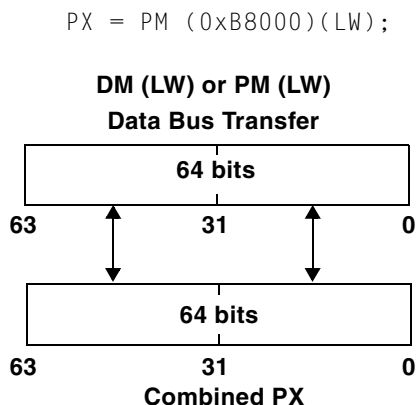 PX = PM (0xB8000)(LW);
DM (LW) or PM (LW)
Data Bus Transfer
64 bits
63 31 0
64 bits
63 31 0
Combined PX